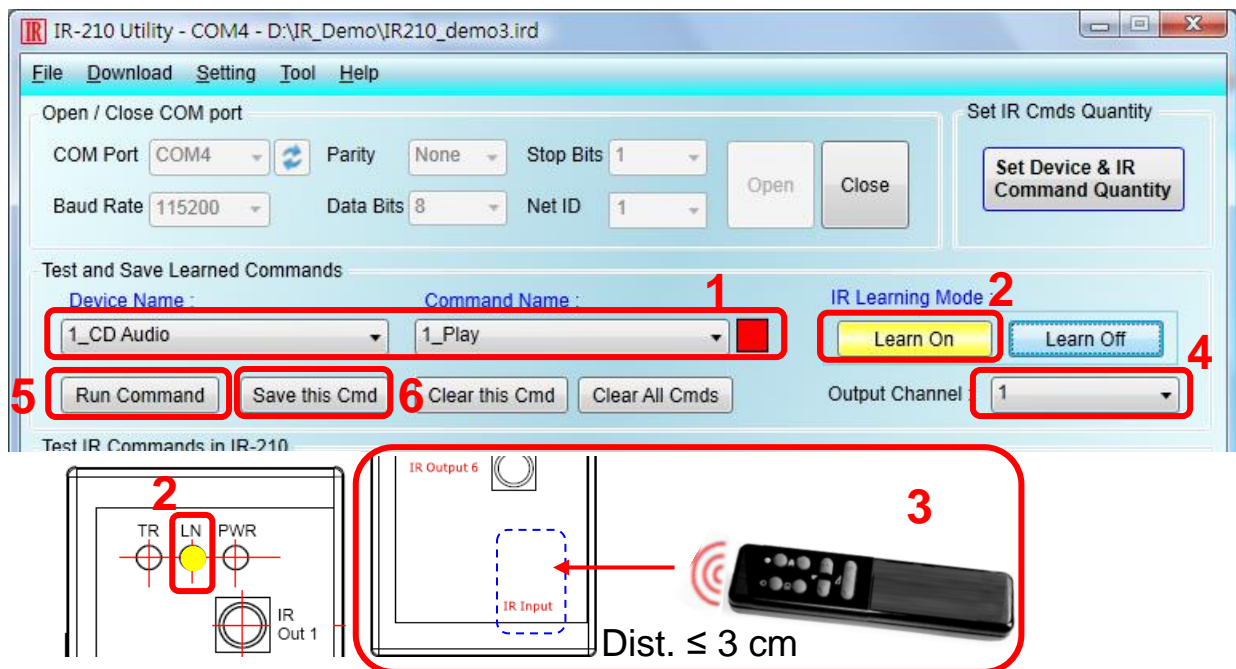 IR IR-210 Utility - COM4 - D:\IR_Demo\IR210_demo3.ird
File Download Setting Tool Help
Open / Close COM port
Set IR Cmds Quantity
COM Port COM4 Parity None Stop Bits 1
Open Close
Set Device & IR
Command Quantity
Baud Rate 115200 Data Bits 8 Net ID 1
Test and Save Learned Commands
Device Name : Command Name : 1 IR Learning Mode : 2
1_CD Audio 1_Play Learn On Learn Off
4
5 Run Command Save this Cmd 6 Clear this Cmd Clear All Cmds Output Channel : 1
Test IR Commands in IR-210
IR Output 6
2
3
TR LN PWR
IR
Out 1
IR Input
Dist. ≤ 3 cm